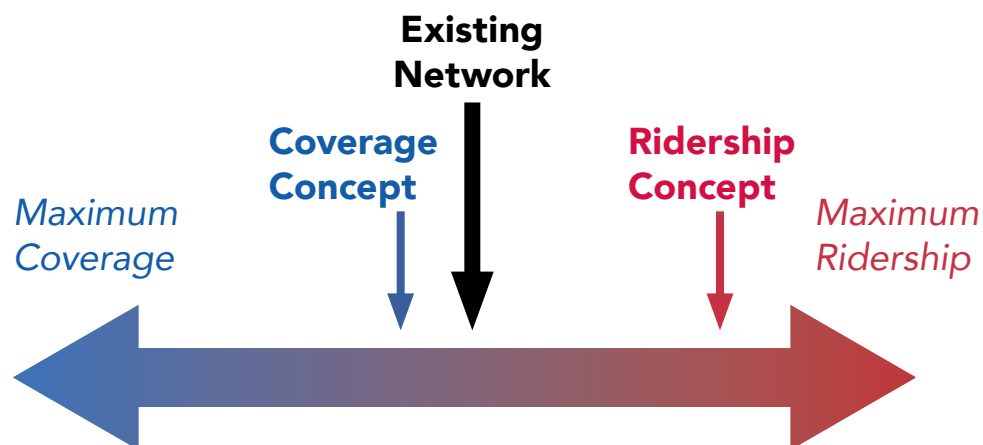 Existing
Network
Coverage
Concept
Ridership
Concept
Maximum
Coverage
Maximum
Ridership